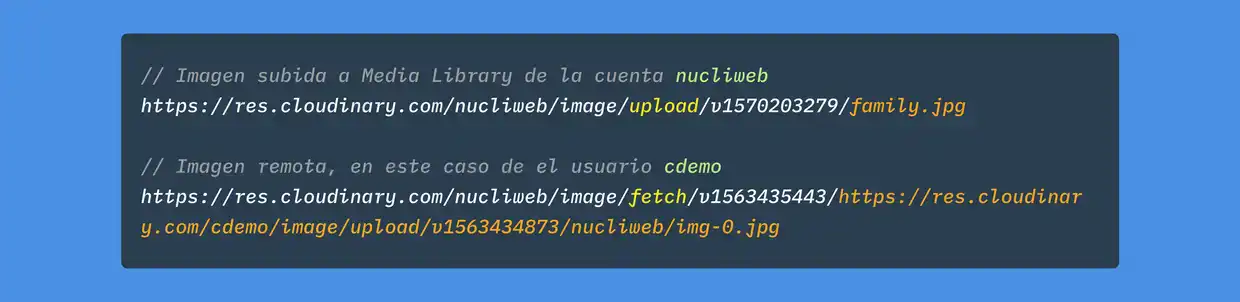 // Imagen subida a Media Library de la cuenta nucliweb
https://res.cloudinary.com/nucliweb/image/upload/v1570203279/family.jpg
// Imagen remota, en este caso de el usuario cdemo
https://res.cloudinary.com/nucliweb/image/fetch/v1563435443/https://res.cloudinar
y.com/cdemo/image/upload/v1563434873/nucliweb/img-0.jpg